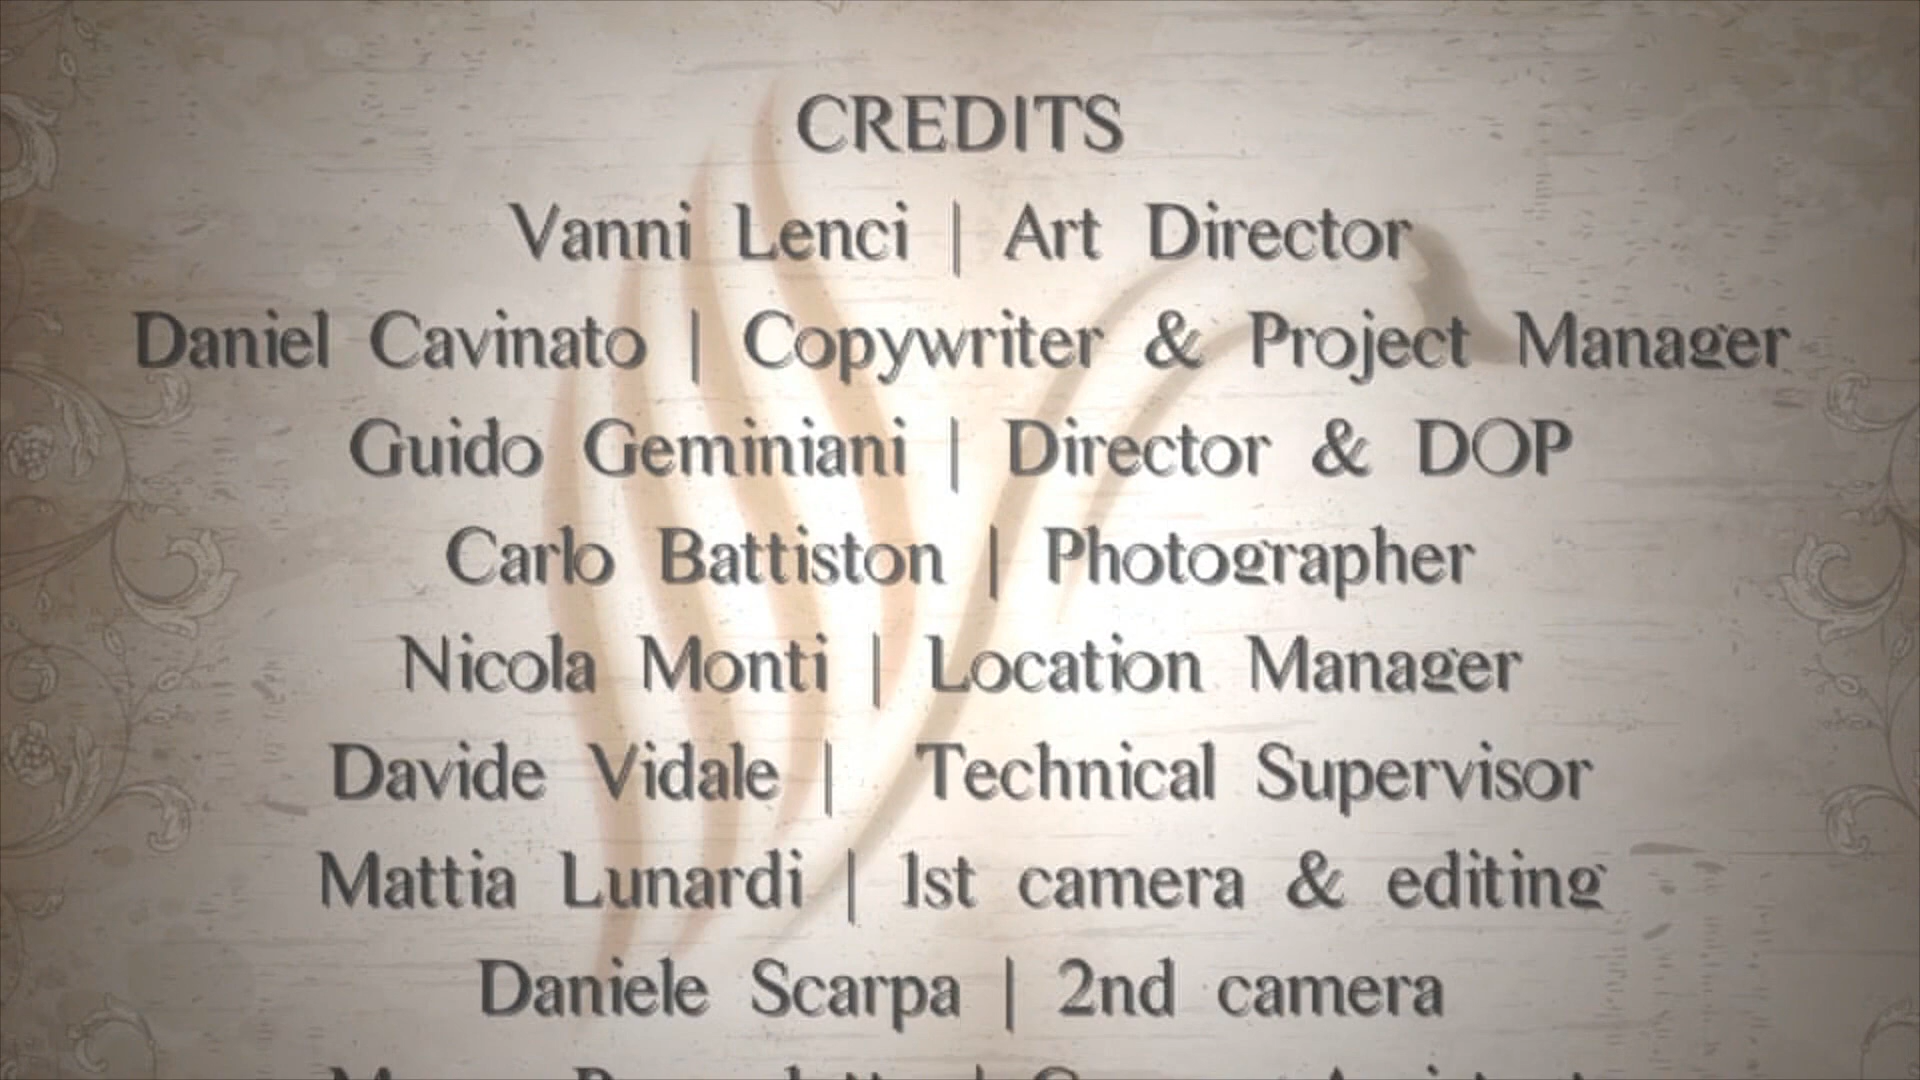 CREDITS
Vanni Lenci | Art Director
Daniel Cavinato | Copywriter & Project Manager
Guido Geminiani | Director & DOP
Carlo Battiston | Photographer
Nicola Monti | Location Manager
Davide Vidale | Technical Supervisor
Mattia Lunardi | 1st camera & editing
Daniele Scarpa | 2nd camera